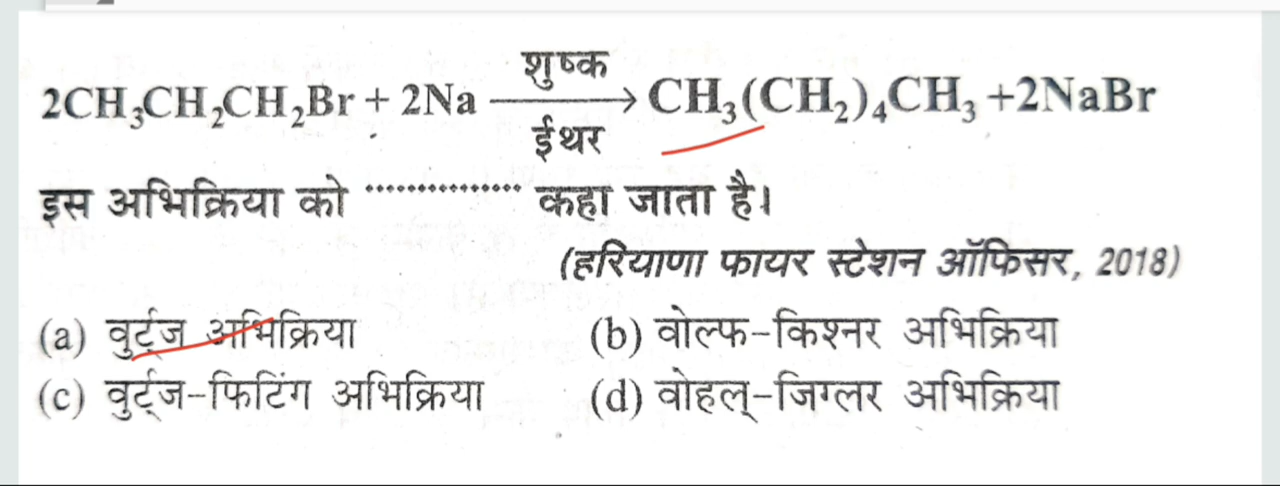 2CH₃CH₂CH₂Br + 2Na शुष्क ⟶ ईथर CH₃(CH₂)₄CH₃ +2NaBr
इस अभिक्रिया को ................ कहा जाता है।
(हरियाणा फायर स्टेशन ऑफिसर, 2018)
(a) वुर्ट्ज अभिक्रिया (b) वोल्फ-किश्नर अभिक्रिया
(c) वुर्ट्ज-फिटिंग अभिक्रिया (d) वोहल्-जिग्लर अभिक्रिया